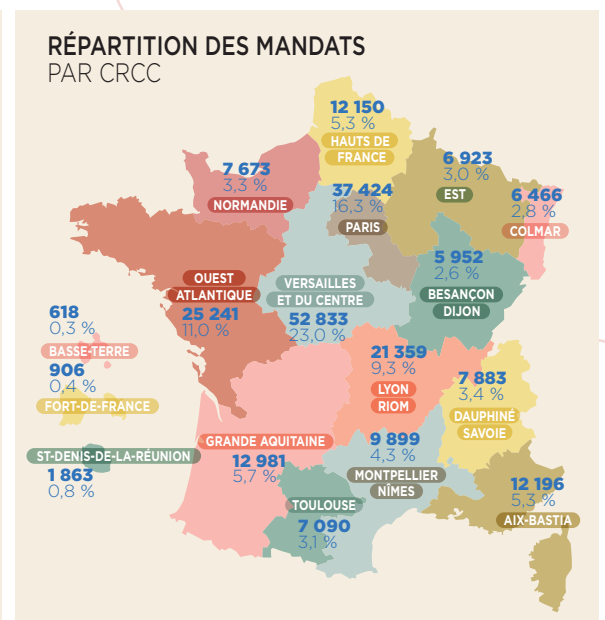 RÉPARTITION DES MANDATS
PAR CRCC
12 150
5,3 %
HAUTS DE
FRANCE
7 673
3,3 %
NORMANDIE
37 424
16,3 %
PARIS
6 923
3,0 %
EST
6 466
2,8 %
COLMAR
5 952
2,6 %
BESANÇON
DIJON
OUEST
ATLANTIQUE
25 241
11,0 %
VERSAILLES
ET DU CENTRE
52 833
23,0 %
618
0,3 %
BASSE-TERRE
906
0,4 %
FORT-DE-FRANCE
ST-DENIS-DE-LA-RÉUNION
1 863
0,8 %
21 359
9,3 %
LYON
RIOM
7 883
3,4 %
DAUPHINÉ
SAVOIE
GRANDE AQUITAINE
12 981
5,7 %
9 899
4,3 %
MONTPELLIER
NÎMES
TOULOUSE
7 090
3,1 %
12 196
5,3 %
AIX-BASTIA